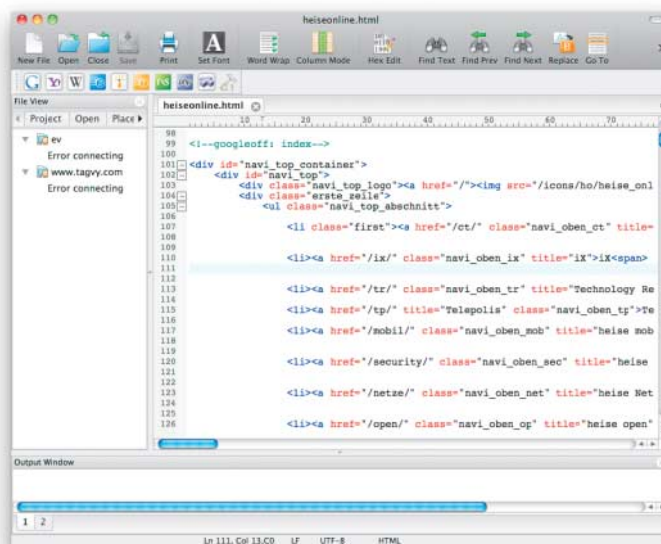 heiseonline.html
New File Open Close Save Print Set Font Word Wrap Column Mode Hex Edit Find Text Find Prev Find Next Replace Go To
File View
Project Open Place
ev
Error connecting
www.tagvy.com
Error connecting
heiseonline.html
10 20 30 40 50 60 70
98
99 <!--googleoff: index-->
100
101 <div id="navi_top_container">
102 <div id="navi_top">
103 <div class="navi_top_logo"><a href="/"><img src="/icons/ho/heise_onl
104 <div class="erste_zeile">
105 <ul class="navi_top_abschnitt">
106
107 <li class="first"><a href="/ct/" class="navi_oben_ct" title=
108
109
110 <li><a href="/ix/" class="navi_oben_ix" title="iX">iX<span>
111
112
113 <li><a href="/tr/" class="navi_oben_tr" title="Technology Re
114
115 <li><a href="/tp/" title="Telepolis" class="navi_oben_tp">Te
116
117 <li><a href="/mobil/" class="navi_oben_mob" title="heise mob
118
119
120 <li><a href="/security/" class="navi_oben_sec" title="heise
121
122
123 <li><a href="/netze/" class="navi_oben_net" title="heise Net
124
125
126 <li><a href="/open/" class="navi_oben_op" title="heise open"
Output Window
1 2
Ln 111, Col 13,C0 LF UTF-8 HTML